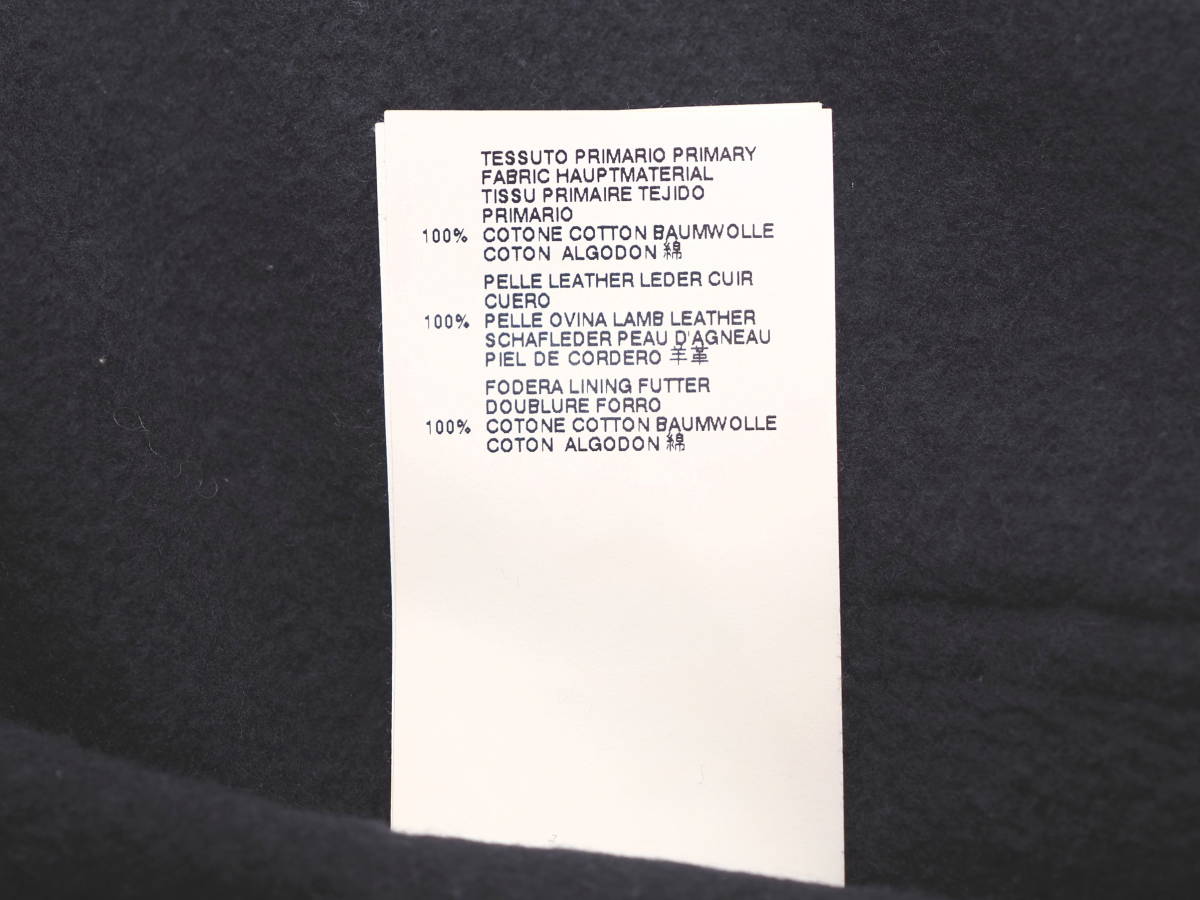 TESSUTO PRIMARIO PRIMARY
FABRIC HAUPTMATERIAL
TISSU PRIMAIRE TEJIDO
PRIMARIO
100% COTONE COTTON BAUMWOLLE
COTON ALGODON 綿
PELLE LEATHER LEDER CUIR
CUERO
100% PELLE OVINA LAMB LEATHER
SCHAFLEDER PEAU D'AGNEAU
PIEL DE CORDERO 羊革
FODERA LINING FUTTER
DOUBLURE FORRO
100% COTONE COTTON BAUMWOLLE
COTON ALGODON 綿